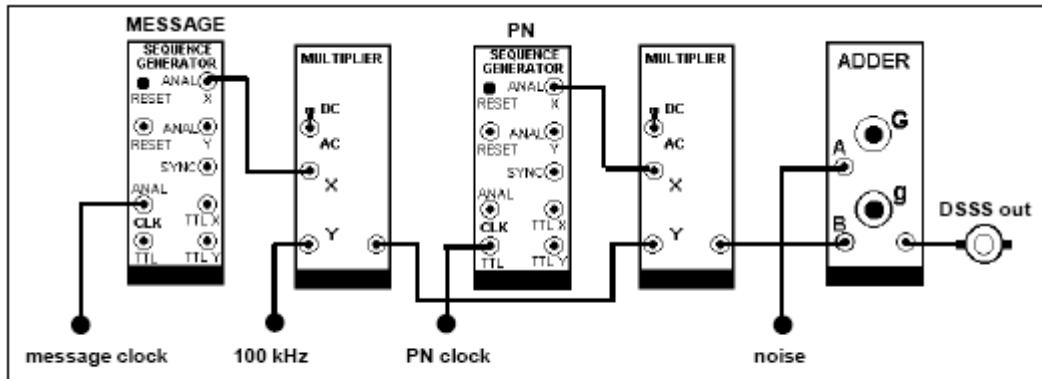 MESSAGE
SEQUENCE
GENERATOR
ANAL
X
RESET
ANAL
RESET
Y
SYNC
ANAL
CLK
TTL X
TTL
TTL Y
message clock
MULTIPLIER
DC
AC
X
Y
100 kHz
PN
SEQUENCE
GENERATOR
ANAL
X
RESET
ANAL
RESET
Y
SYNC
ANAL
CLK
TTL X
TTL
TTL Y
PN clock
MULTIPLIER
DC
AC
X
Y
ADDER
G
A
g
B
noise
DSSS out